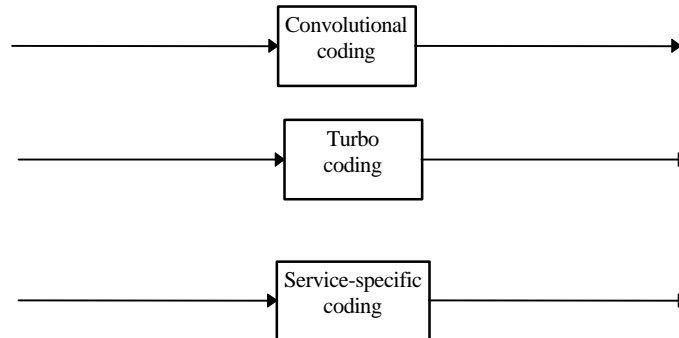 Convolutional
coding
Turbo
coding
Service-specific
coding